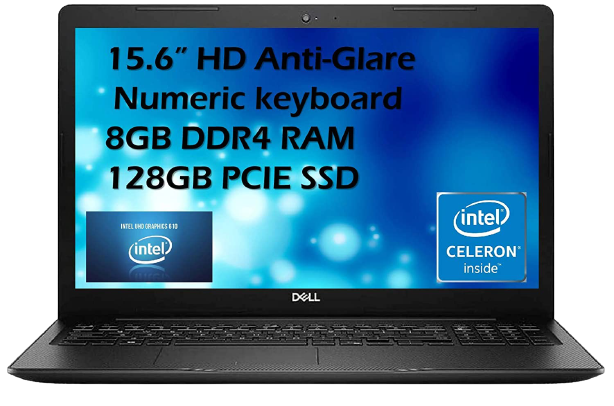 15.6” HD Anti-Glare
Numeric keyboard
8GB DDR4 RAM
128GB PCIE SSD
INTEL UHD GRAPHICS 610
intel
intel
CELERON®
inside™
DELL